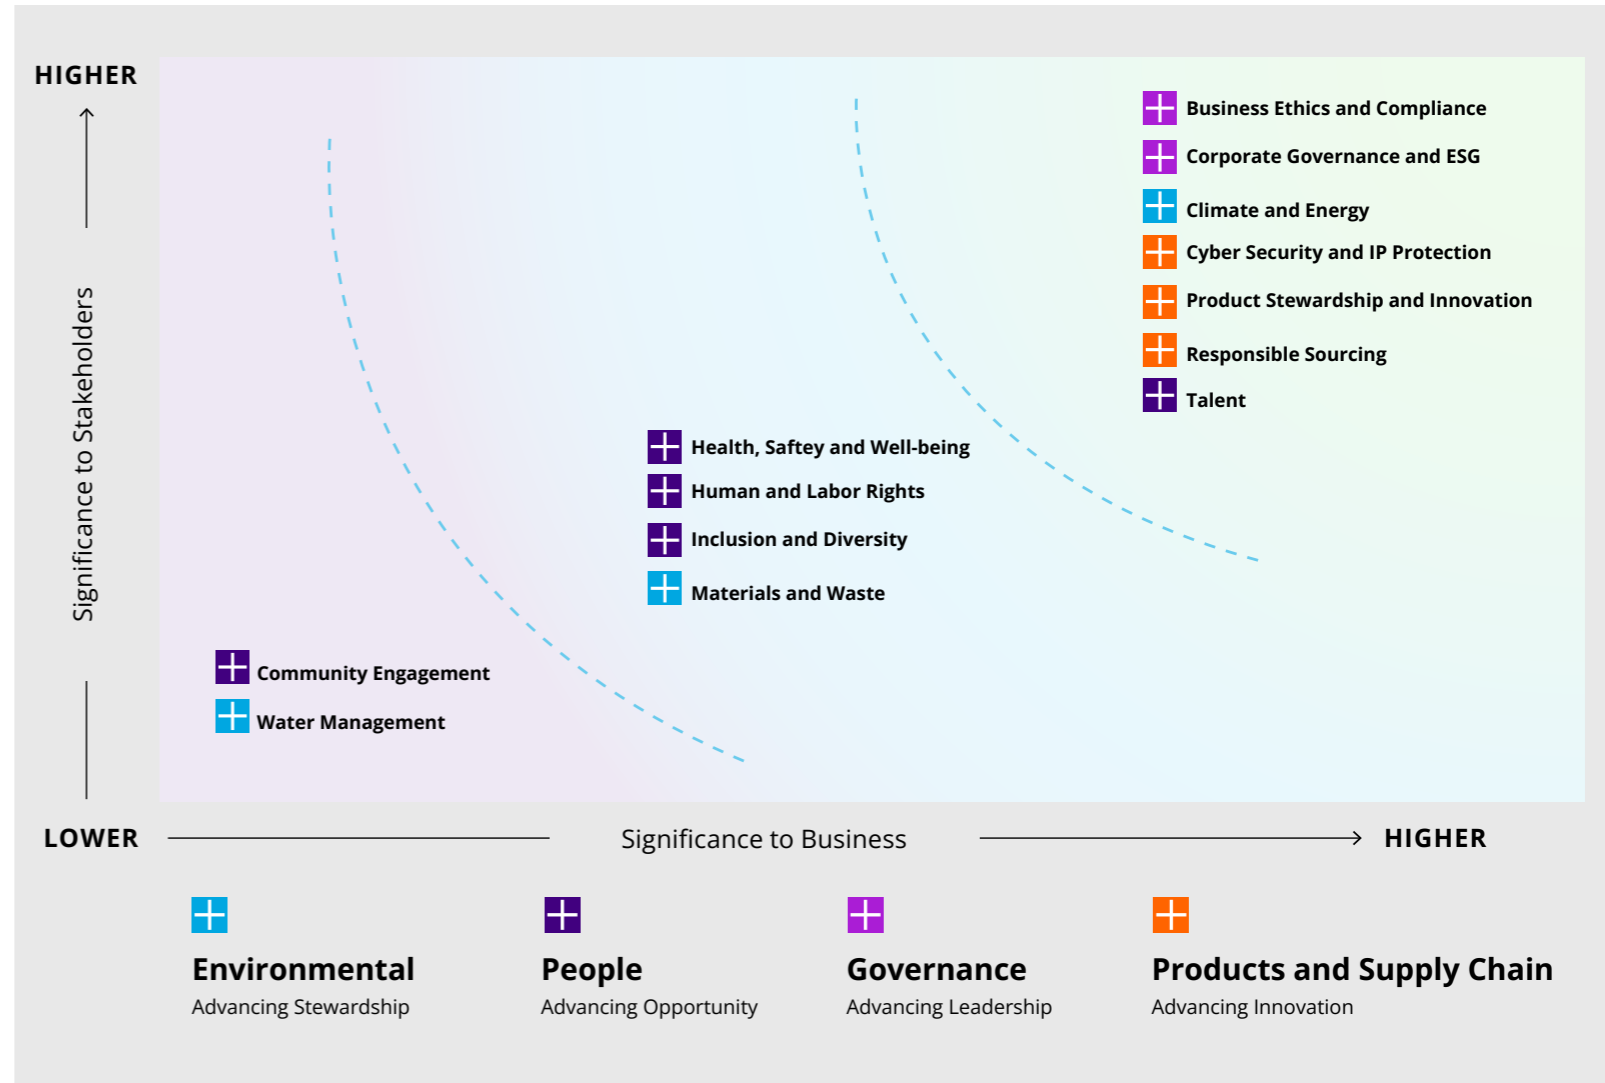 HIGHER
Significance to Stakeholders
LOWER
Business Ethics and Compliance
Corporate Governance and ESG
Climate and Energy
Cyber Security and IP Protection
Product Stewardship and Innovation
Responsible Sourcing
Talent
Health, Saftey and Well-being
Human and Labor Rights
Inclusion and Diversity
Materials and Waste
Community Engagement
Water Management
Significance to Business
HIGHER
Environmental
Advancing Stewardship
People
Advancing Opportunity
Governance
Advancing Leadership
Products and Supply Chain
Advancing Innovation